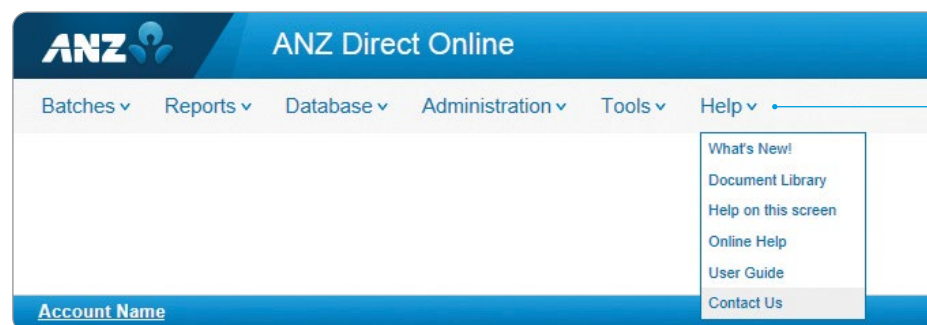 ANZ ANZ Direct Online
Batches Reports Database Administration Tools Help
What's New!
Document Library
Help on this screen
Online Help
User Guide
Contact Us
Account Name